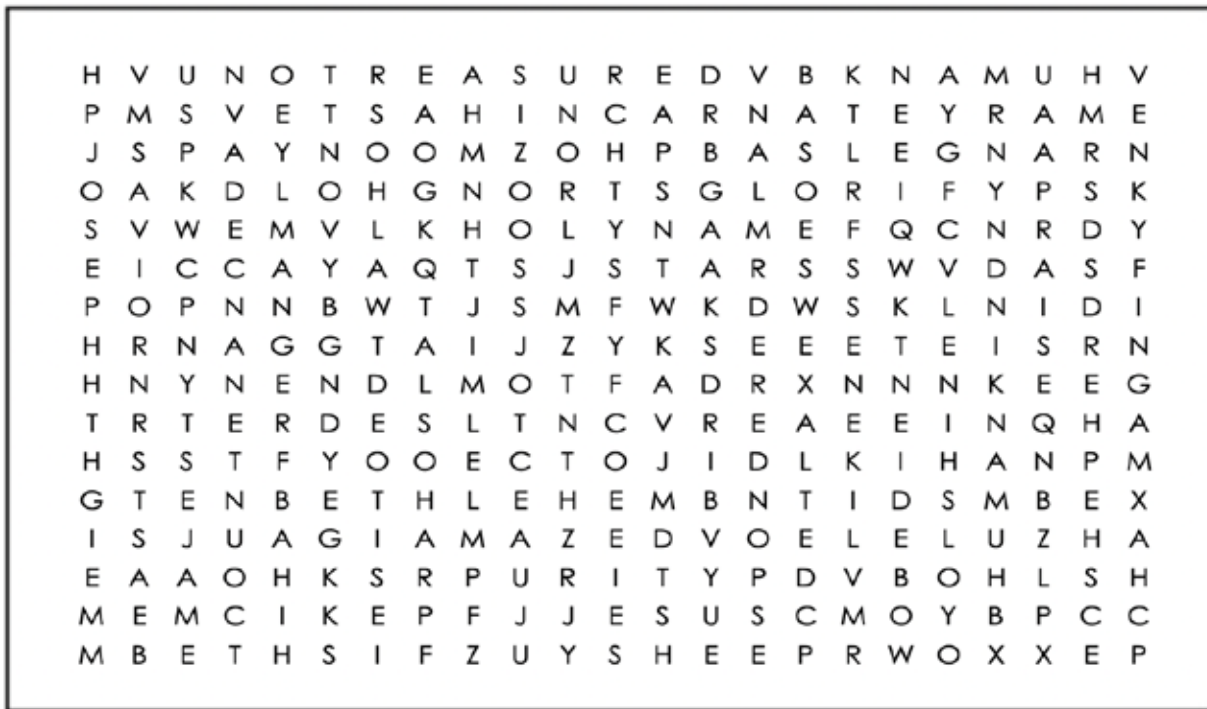 H V U N O T R E A S U R E D V B K N A M U H V
P M S V E T S A H I N C A R N A T E Y R A M E
J S P A Y N O O M Z O H P B A S L E G N A R N
O A K D L O H G N O R T S G L O R I F Y P S K
S V W E M V L K H O L Y N A M E F Q C N R D Y
E I C C A Y A Q T S J S T A R S S W V D A S F
P O P N N B W T J S M F W K D W S K L N I D I
H R N A G G T A I J Z Y K S E E E T E I S R N
H N Y N E N D L M O T F A D R X N N N K E E G
T R T E R D E S L T N C V R E A E E I N Q H A
H S S T F Y O O E C T O J I D L K I H A N P M
G T E N B E T H L E H E M B N T I D S M B E X
I S J U A G I A M A Z E D V O E L E L U Z H A
E A A O H K S R P U R I T Y P D V B O H L S H
M E M C I K E P F J J E S U S C M O Y B P C C
M B E T H S I F Z U Y S H E E P R W O X X E P